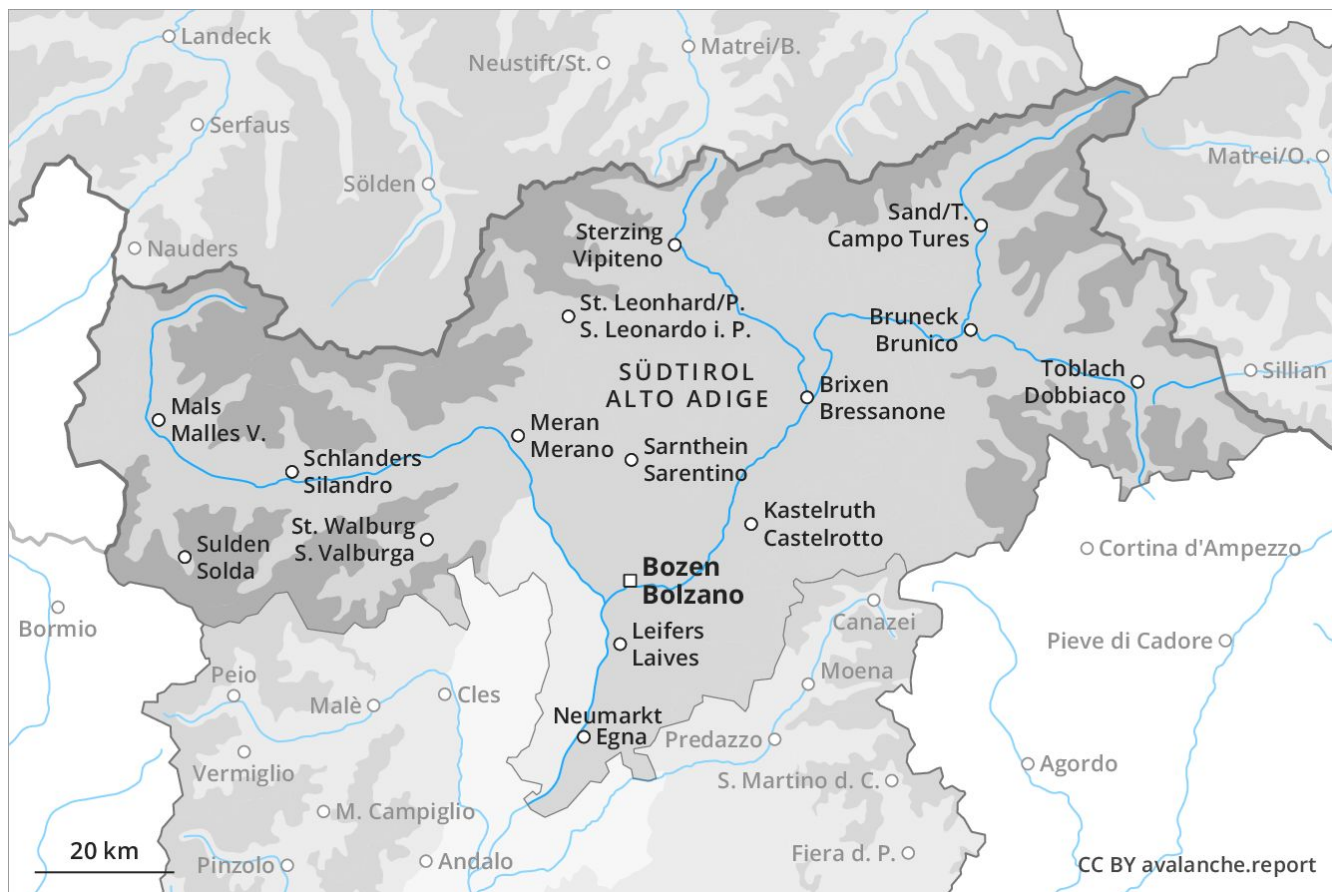 Landeck
Matrei/B.
Neustift/St.
Serfaus
Matrei/O.
Sölden
Sand/T.
Campo Tures
Sterzing
Vipiteno
Nauders
St. Leonhard/P.
S. Leonardo i. P.
Bruneck
Brunico
SÜDTIROL
ALTO ADIGE
Toblach
Dobbiaco
Sillian
Brixen
Bressanone
Mals
Malles V.
Meran
Merano
Sarnthein
Sarentino
Schlanders
Silandro
Kastelruth
Castelrotto
St. Walburg
S. Valburga
Sulden
Solda
Cortina d'Ampezzo
Bozen
Bolzano
Bormio
Canazei
Leifers
Laives
Pieve di Cadore
Peio
Moena
Malè
Cles
Neumarkt
Egna
Predazzo
Vermiglio
Agordo
S. Martino d. C.
M. Campiglio
20 km
Pinzolo
Andalo
Fiera d. P.
CC BY avalanche.report